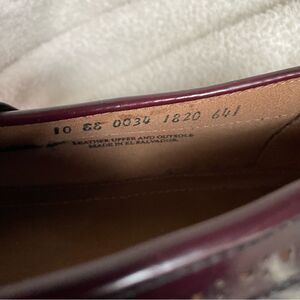 10 EE 0034 1820 641
LEATHER UPPER AND OUTSOLE
MADE IN EL SALVADOR